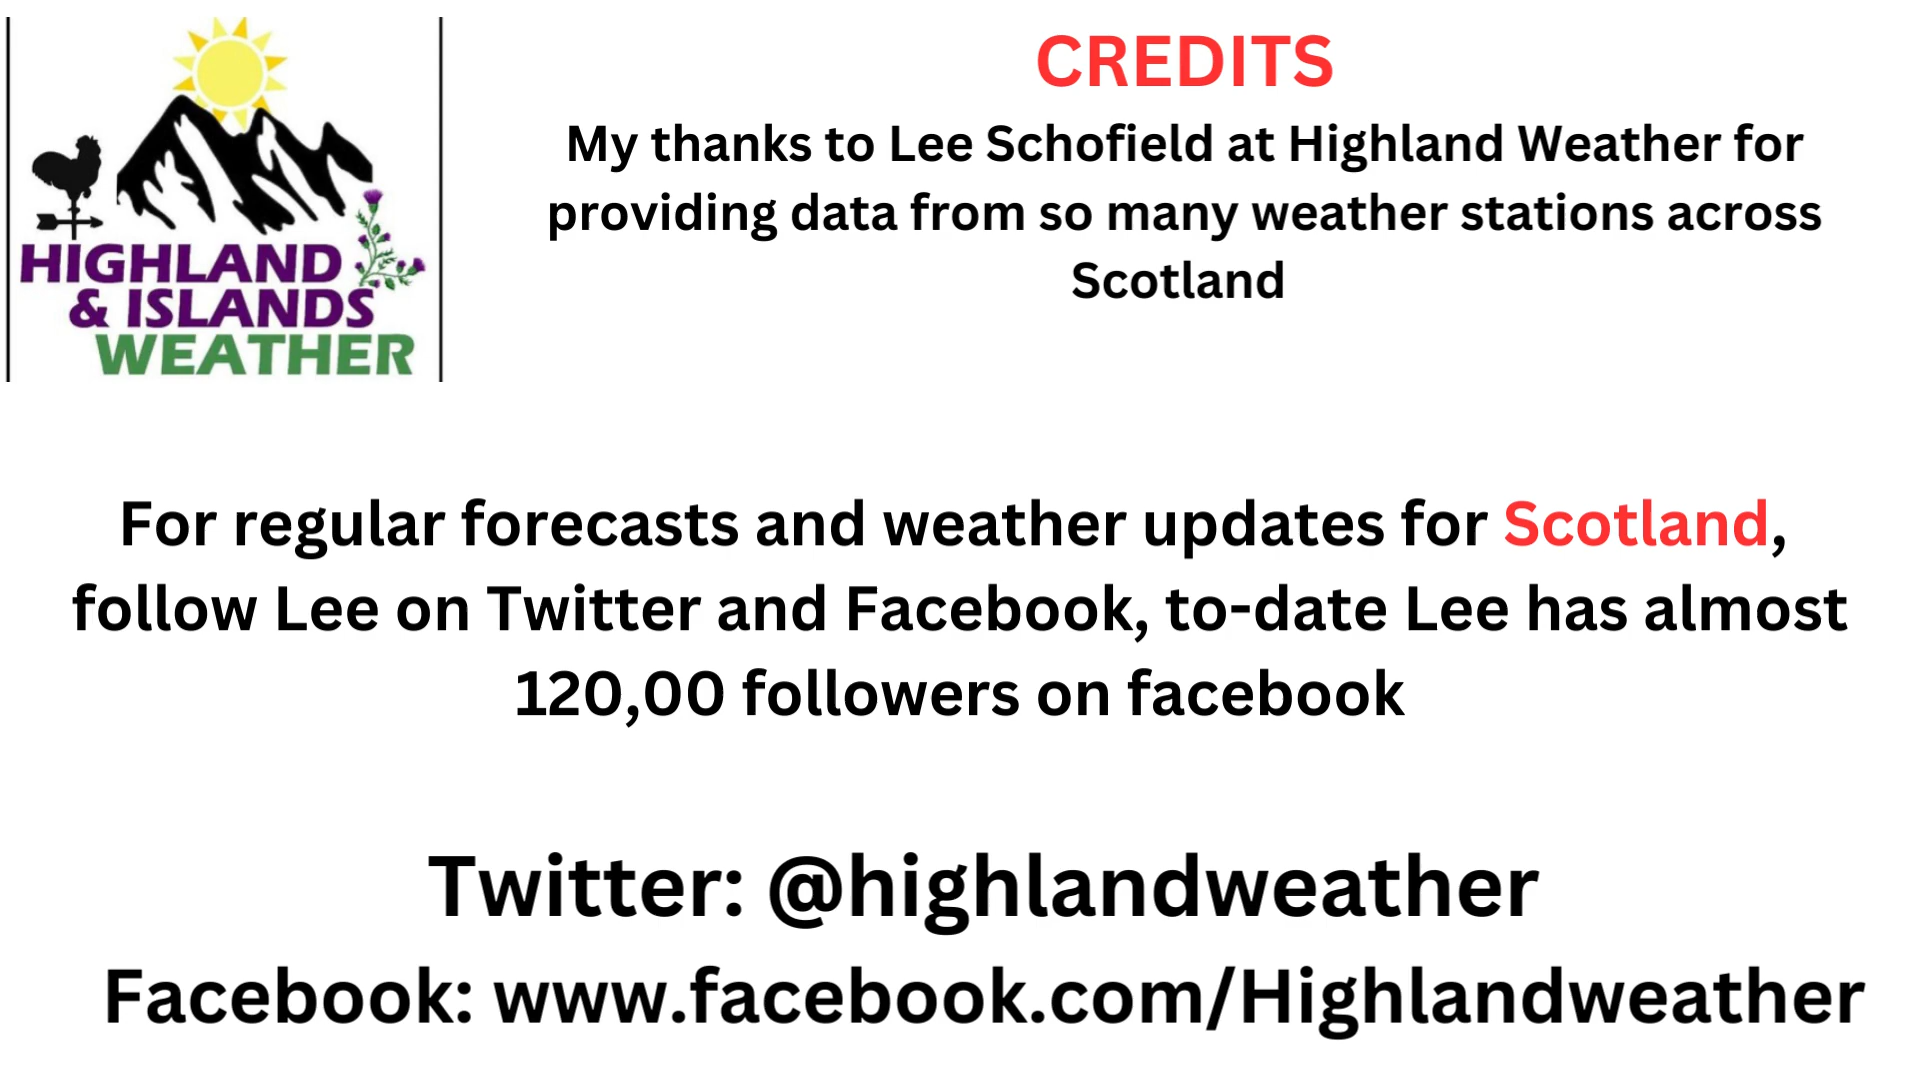 HIGHLAND
& ISLANDS
WEATHER
CREDITS
My thanks to Lee Schofield at Highland Weather for
providing data from so many weather stations across
Scotland
For regular forecasts and weather updates for Scotland,
follow Lee on Twitter and Facebook, to-date Lee has almost
120,00 followers on facebook
Twitter: @highlandweather
Facebook: www.facebook.com/Highlandweather